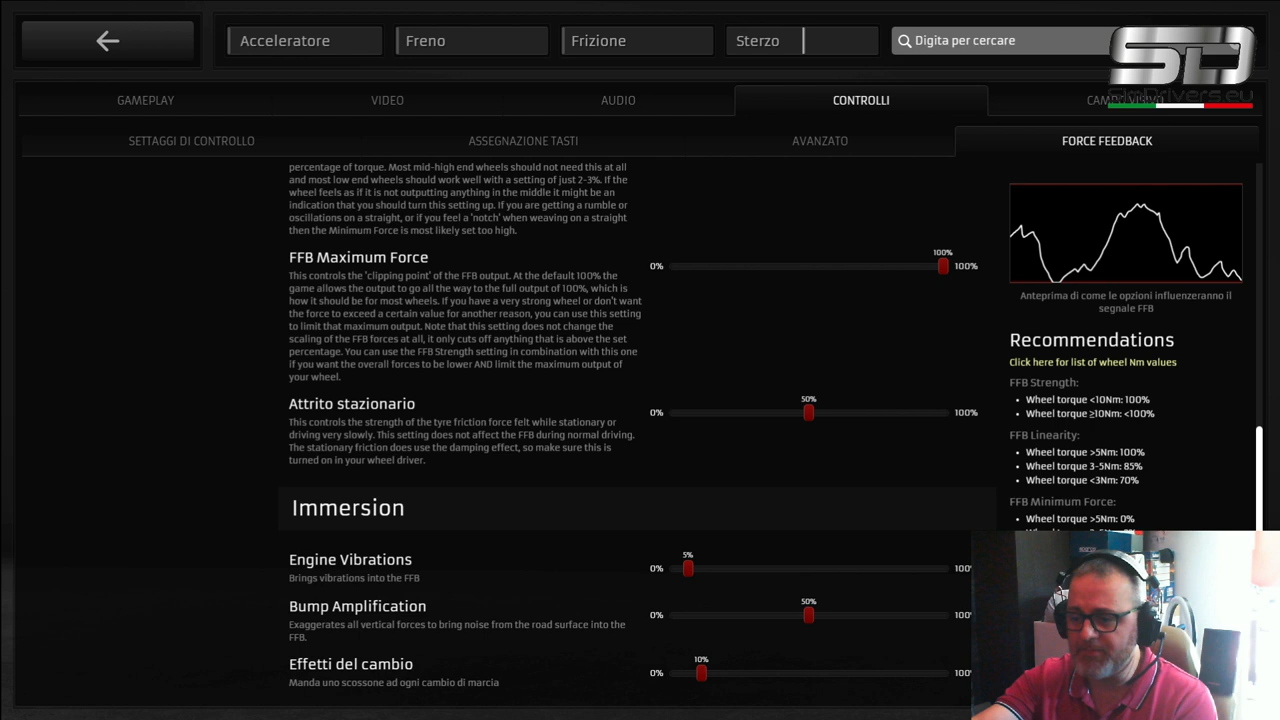 Acceleratore
Freno
Frizione
Sterzo
Digita per cercare
SD
SimDrivers.eu
GAMEPLAY
VIDEO
AUDIO
CONTROLLI
SETTAGGI DI CONTROLLO
ASSEGNAZIONE TASTI
AVANZATO
FORCE FEEDBACK
percentage of torque. Most mid-high end wheels should not need this at all
and most low end wheels should work well with a setting of just 2-3%. If the
wheel feels as if it is not outputting anything in the middle it might be an
indication that you should turn this setting up. If you are getting a rumble or
oscillations on a straight, or if you feel a 'notch' when weaving on a straight
then the Minimum Force is most likely set too high.
FFB Maximum Force
100%
0%
100%
This controls the 'clipping point' of the FFB output. At the default 100% the
game allows the output to go all the way to the full output of 100%, which is
how it should be for most wheels. If you have a very strong wheel or don't want
the force to exceed a certain value for another reason, you can use this setting
to limit that maximum output. Note that this setting does not change the
scaling of the FFB forces at all, it only cuts off anything that is above the set
percentage. You can use the FFB Strength setting in combination with this one
if you want the overall forces to be lower AND limit the maximum output of
your wheel.
Attrito stazionario
50%
0%
100%
This controls the strength of the tyre friction force felt while stationary or
driving very slowly. This setting does not affect the FFB during normal driving.
The stationary friction does use the damping effect, so make sure this is
turned on in your wheel driver.
Immersion
Engine Vibrations
5%
0%
Brings vibrations into the FFB
Bump Amplification
50%
0%
Exaggerates all vertical forces to bring noise from the road surface into the
FFB.
Effetti del cambio
10%
0%
Manda uno scossone ad ogni cambio di marcia
Anteprima di come le opzioni influenzeranno il
segnale FFB
Recommendations
Click here for list of wheel Nm values
FFB Strength:
• Wheel torque <10Nm: 100%
• Wheel torque ≥10Nm: <100%
FFB Linearity:
• Wheel torque >5Nm: 100%
• Wheel torque 3-5Nm: 85%
• Wheel torque <3Nm: 70%
FFB Minimum Force:
• Wheel torque >5Nm: 0%